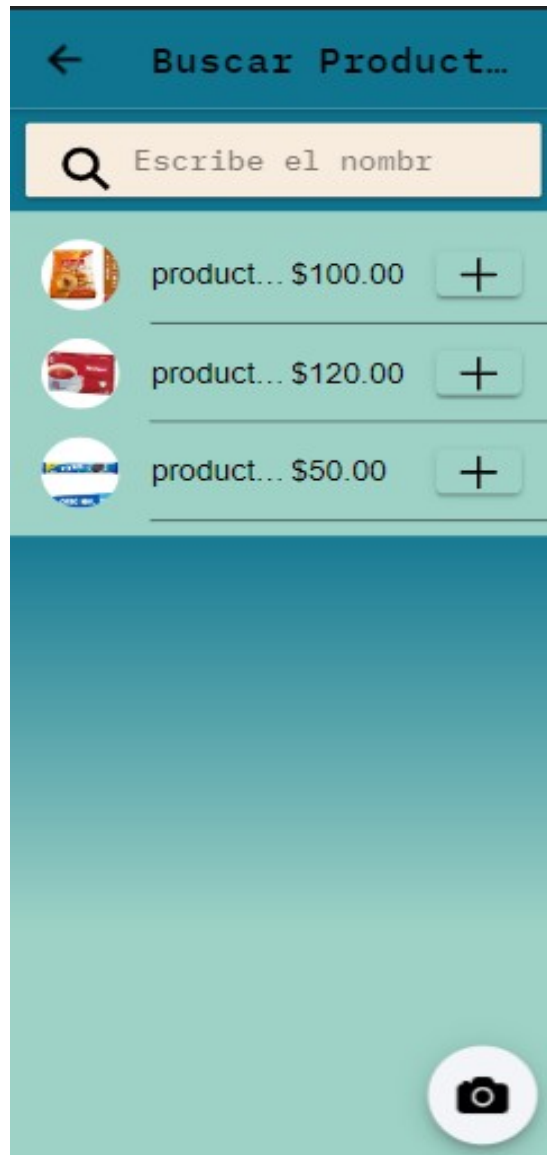 Buscar Product…
Escribe el nombr
product… $100.00
product… $120.00
product… $50.00